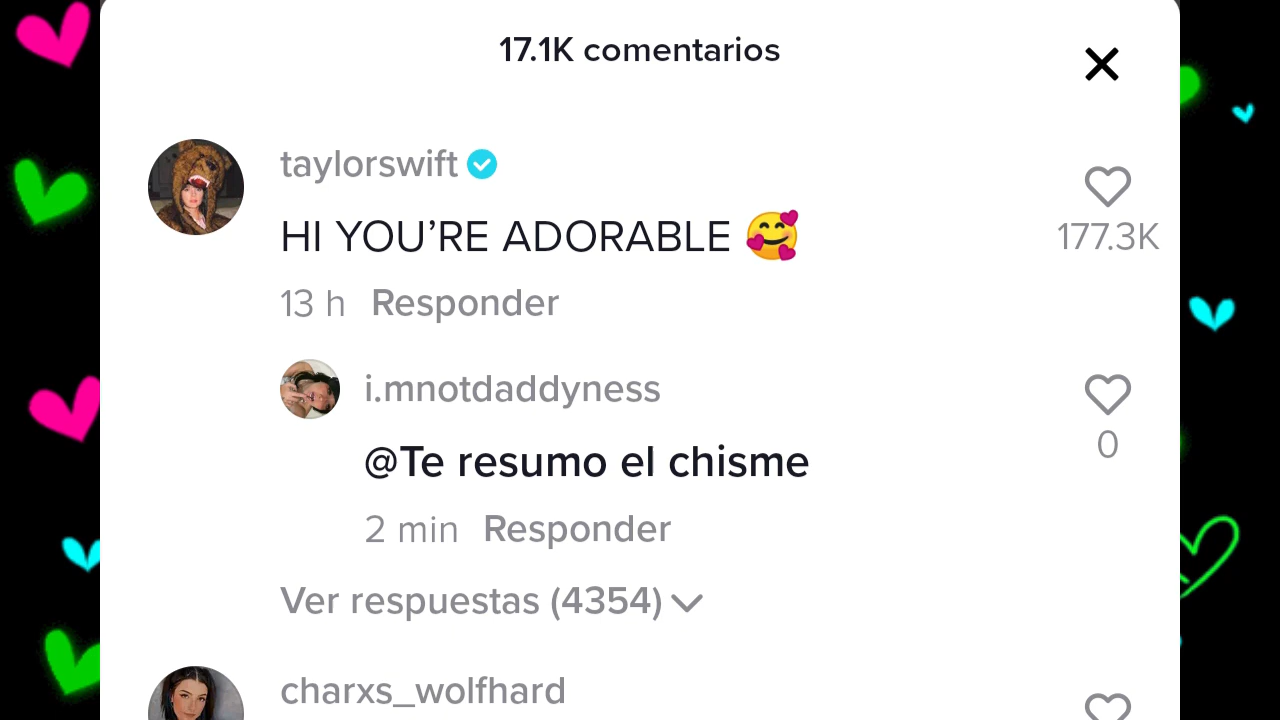 17.1K comentarios
taylorswift
HI YOU’RE ADORABLE 🥰
177.3K
13 h Responder
i.mnotdaddyness
@Te resumo el chisme
0
2 min Responder
Ver respuestas (4354)
charxs_wolfhard